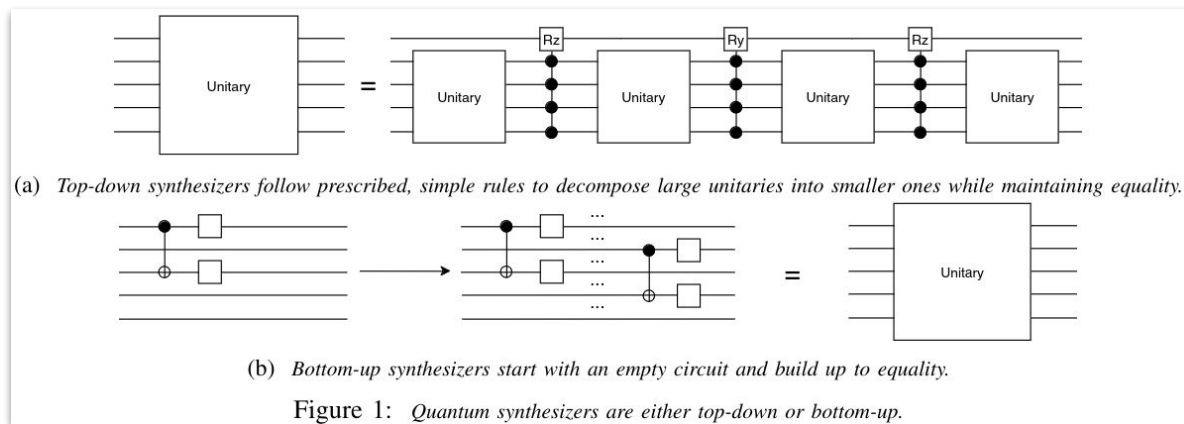 Unitary
=
Rz Ry Rz
Unitary Unitary Unitary Unitary
(a) Top-down synthesizers follow prescribed, simple rules to decompose large unitaries into smaller ones while maintaining equality.
... ...
... ...
... ...
... ...
... ...
=
Unitary
(b) Bottom-up synthesizers start with an empty circuit and build up to equality.
Figure 1: Quantum synthesizers are either top-down or bottom-up.